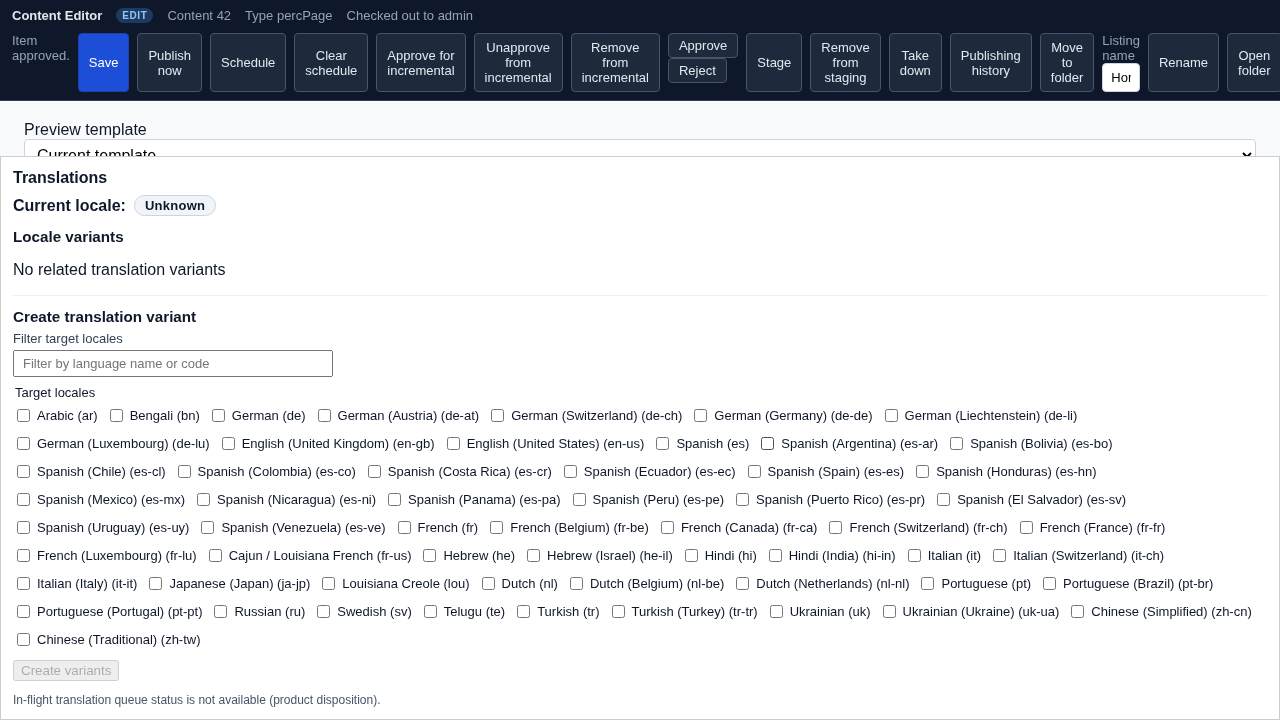 Content Editor EDIT Content 42 Type percPage Checked out to admin
Item approved. Save Publish now Schedule Clear schedule Approve for incremental Unapprove from incremental Remove from incremental Approve Reject Stage Remove from staging Take down Publishing history Move to folder Listing name Hor Rename Open folder
Preview template
Current template
Translations
Current locale: Unknown
Locale variants
No related translation variants
Create translation variant
Filter target locales
Filter by language name or code
Target locales
Arabic (ar) Bengali (bn) German (de) German (Austria) (de-at) German (Switzerland) (de-ch) German (Germany) (de-de) German (Liechtenstein) (de-li)
German (Luxembourg) (de-lu) English (United Kingdom) (en-gb) English (United States) (en-us) Spanish (es) Spanish (Argentina) (es-ar) Spanish (Bolivia) (es-bo)
Spanish (Chile) (es-cl) Spanish (Colombia) (es-co) Spanish (Costa Rica) (es-cr) Spanish (Ecuador) (es-ec) Spanish (Spain) (es-es) Spanish (Honduras) (es-hn)
Spanish (Mexico) (es-mx) Spanish (Nicaragua) (es-ni) Spanish (Panama) (es-pa) Spanish (Peru) (es-pe) Spanish (Puerto Rico) (es-pr) Spanish (El Salvador) (es-sv)
Spanish (Uruguay) (es-uy) Spanish (Venezuela) (es-ve) French (fr) French (Belgium) (fr-be) French (Canada) (fr-ca) French (Switzerland) (fr-ch) French (France) (fr-fr)
French (Luxembourg) (fr-lu) Cajun / Louisiana French (fr-us) Hebrew (he) Hebrew (Israel) (he-il) Hindi (hi) Hindi (India) (hi-in) Italian (it) Italian (Switzerland) (it-ch)
Italian (Italy) (it-it) Japanese (Japan) (ja-jp) Louisiana Creole (lou) Dutch (nl) Dutch (Belgium) (nl-be) Dutch (Netherlands) (nl-nl) Portuguese (pt) Portuguese (Brazil) (pt-br)
Portuguese (Portugal) (pt-pt) Russian (ru) Swedish (sv) Telugu (te) Turkish (tr) Turkish (Turkey) (tr-tr) Ukrainian (uk) Ukrainian (Ukraine) (uk-ua) Chinese (Simplified) (zh-cn)
Chinese (Traditional) (zh-tw)
Create variants
In-flight translation queue status is not available (product disposition).